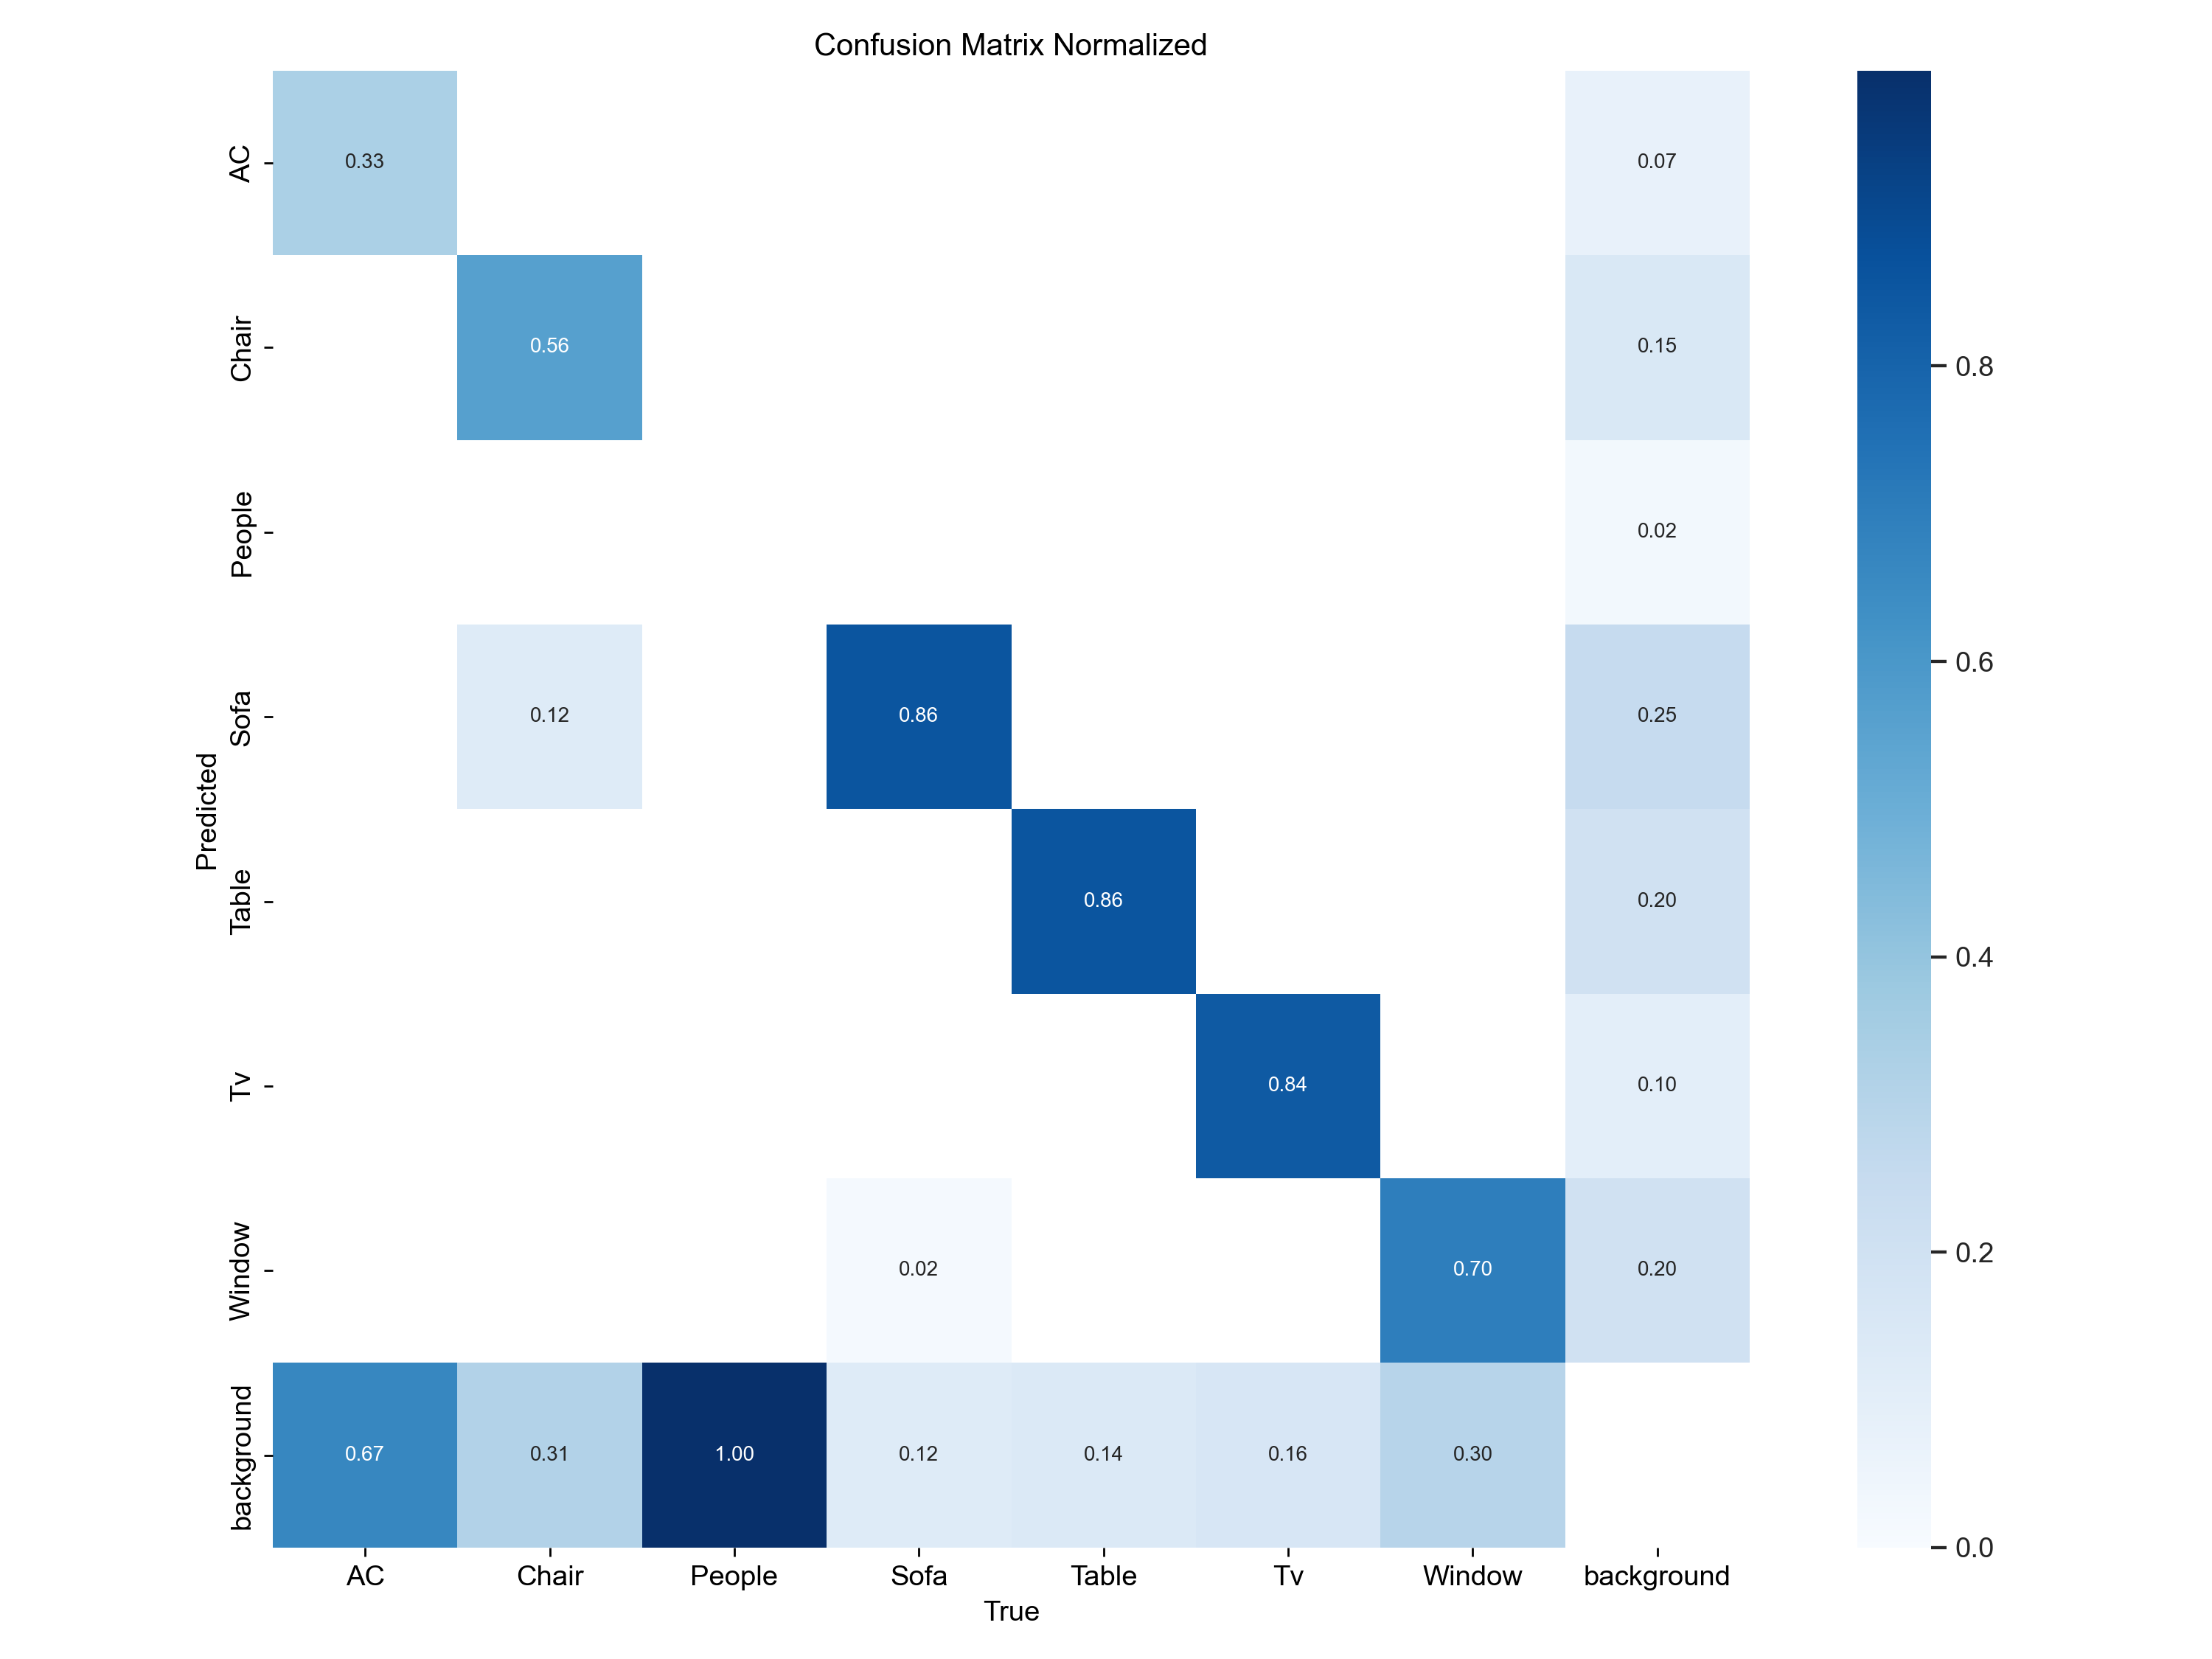 Confusion Matrix Normalized
AC 0.33 0.07
Chair 0.56 0.15
0.8
People 0.02
0.6
Sofa 0.12 0.86 0.25
Predicted
Table 0.86 0.20
0.4
Tv 0.84 0.10
Window 0.02 0.70 0.20
0.2
background 0.67 0.31 1.00 0.12 0.14 0.16 0.30
0.0
AC Chair People Sofa Table Tv Window background
True